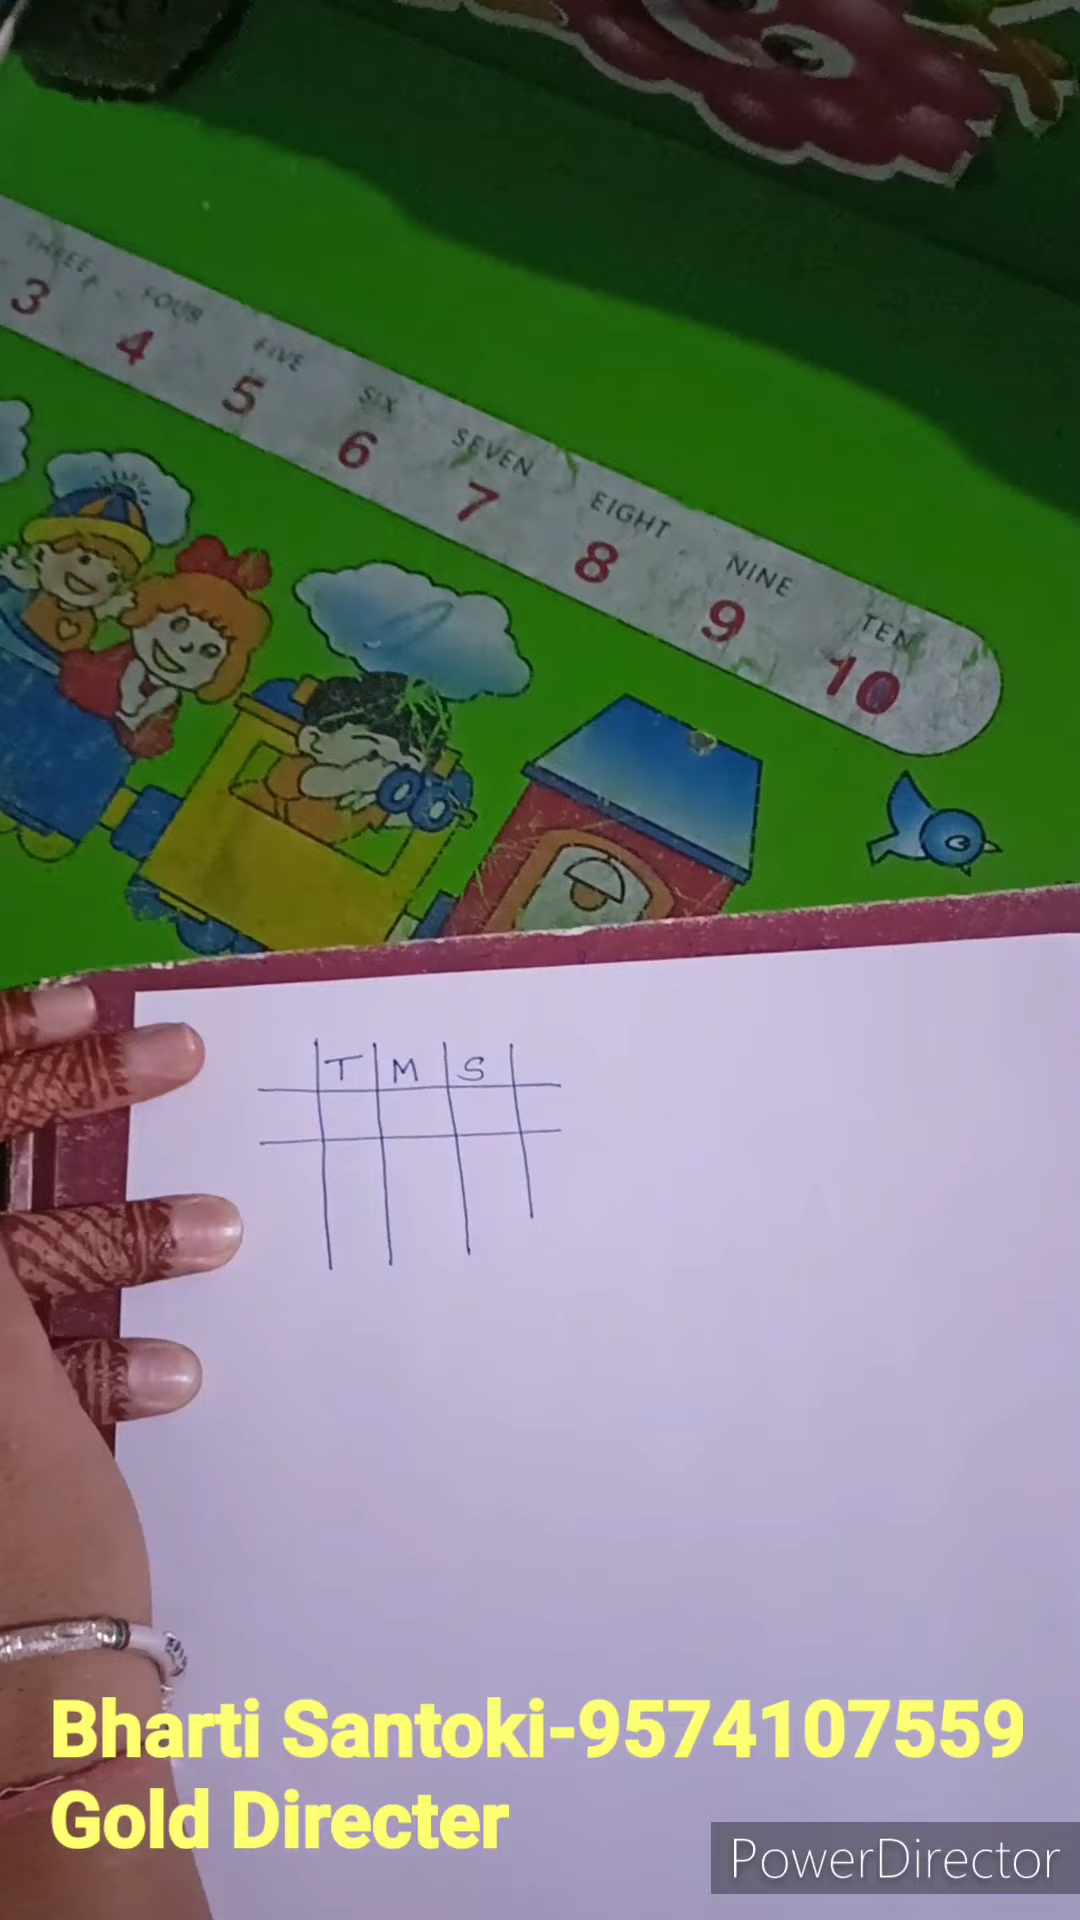 THREE
FOUR
FIVE
SIX
SEVEN
EIGHT
NINE
TEN
3
4
5
6
7
8
9
10
T M S
Bharti Santoki-9574107559
Gold Directer
PowerDirector